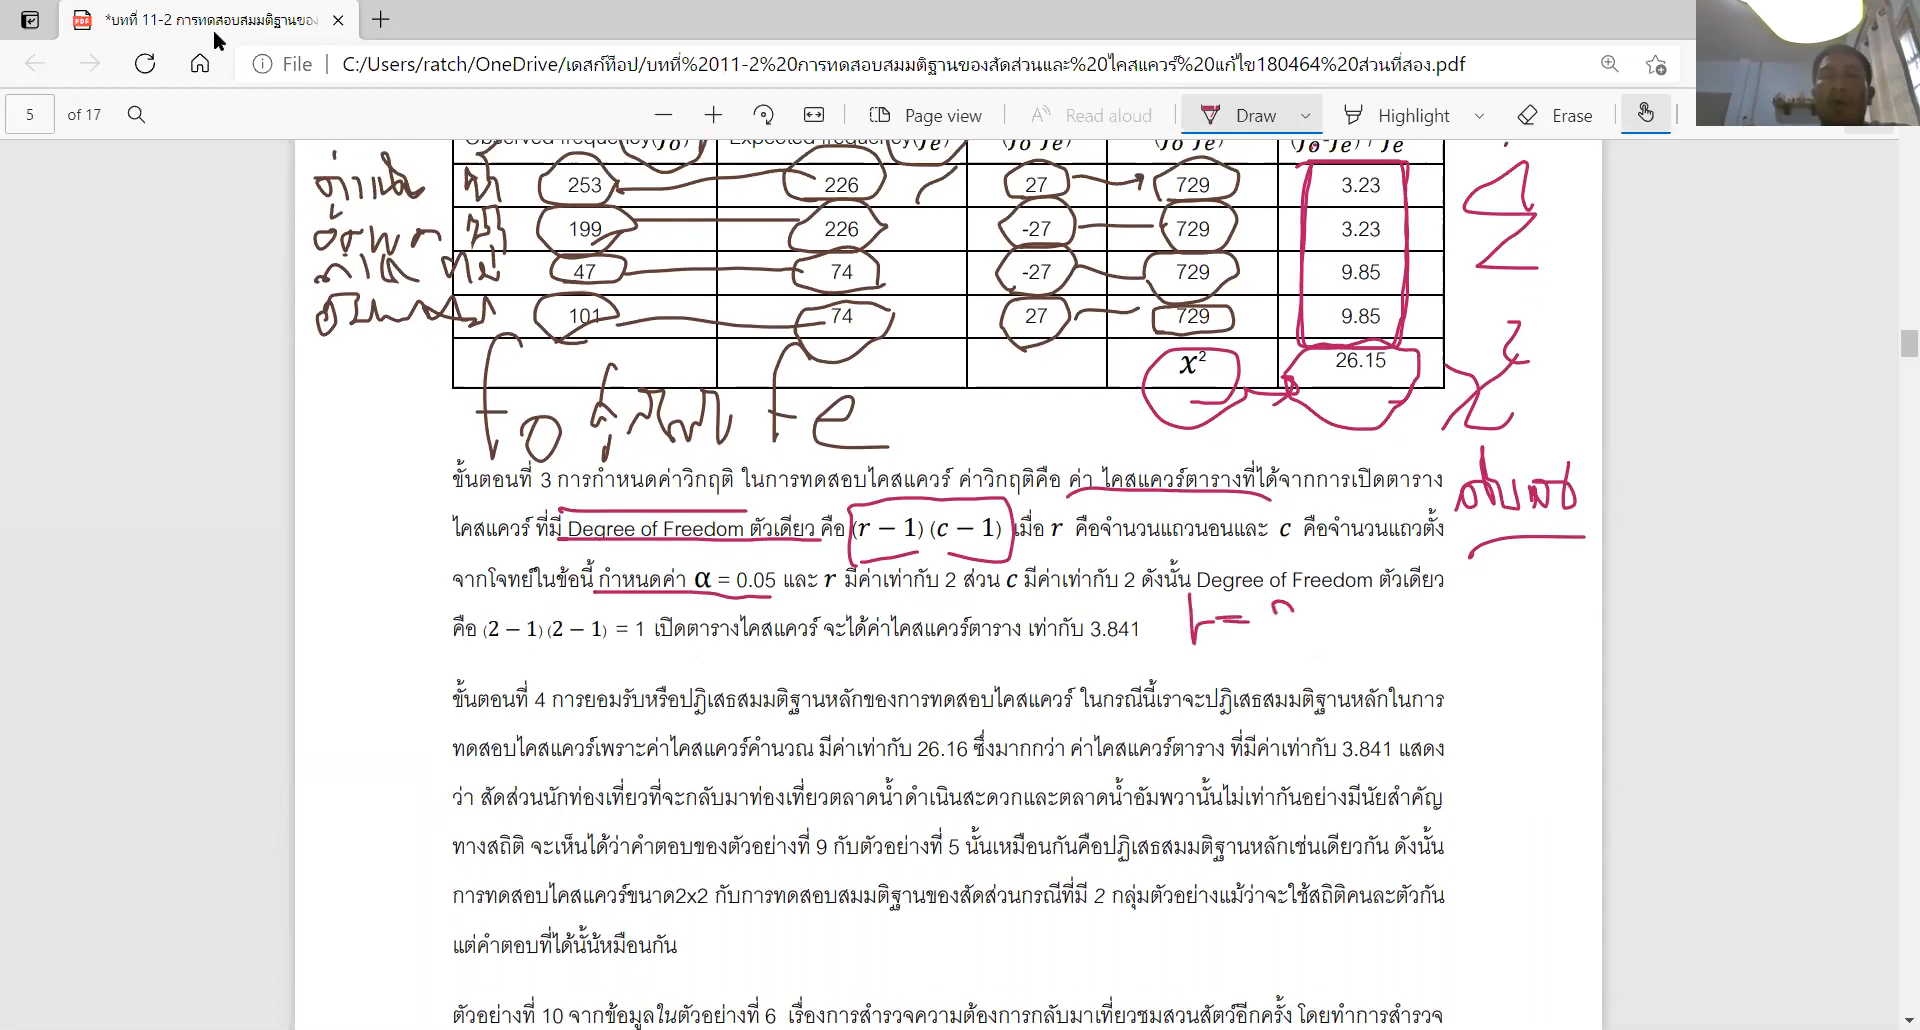 *บทที่ 11-2 การทดสอบสมมติฐานของ
File
C:/Users/ratch/OneDrive/เดสก์ท็อป/บทที่%2011-2%20การทดสอบสมมติฐานของสัดส่วนและ%20ไคสแควร์%20แก้ไข180464%20ส่วนที่สอง.pdf
5 of 17 Page view Read aloud Draw Highlight Erase
Observed frequency(fo) Expected frequency(fe)
253 226 27 729 3.23
199 226 -27 729 3.23
47 74 -27 729 9.85
101 74 27 729 9.85
x² 26.15
fo fe
ขั้นตอนที่ 3 การกำหนดค่าวิกฤติ ในการทดสอบไคสแควร์ ค่าวิกฤติคือ ค่า ไคสแควร์ตารางที่ได้จากการเปิดตาราง
ไคสแควร์ ที่มี Degree of Freedom ตัวเดียว คือ (r − 1) (c − 1) เมื่อ r คือจำนวนแถวนอนและ c คือจำนวนแถวตั้ง
จากโจทย์ในข้อนี้ กำหนดค่า α = 0.05 และ r มีค่าเท่ากับ 2 ส่วน c มีค่าเท่ากับ 2 ดังนั้น Degree of Freedom ตัวเดียว
คือ (2 − 1) (2 − 1) = 1 เปิดตารางไคสแควร์ จะได้ค่าไคสแควร์ตาราง เท่ากับ 3.841
ขั้นตอนที่ 4 การยอมรับหรือปฏิเสธสมมติฐานหลักของการทดสอบไคสแควร์ ในกรณีนี้เราจะปฏิเสธสมมติฐานหลักในการ
ทดสอบไคสแควร์เพราะค่าไคสแควร์คำนวณ มีค่าเท่ากับ 26.16 ซึ่งมากกว่า ค่าไคสแควร์ตาราง ที่มีค่าเท่ากับ 3.841 แสดง
ว่า สัดส่วนนักท่องเที่ยวที่จะกลับมาท่องเที่ยวตลาดน้ำดำเนินสะดวกและตลาดน้ำอัมพวานั้นไม่เท่ากันอย่างมีนัยสำคัญ
ทางสถิติ จะเห็นได้ว่าคำตอบของตัวอย่างที่ 9 กับตัวอย่างที่ 5 นั้นเหมือนกันคือปฏิเสธสมมติฐานหลักเช่นเดียวกัน ดังนั้น
การทดสอบไคสแควร์ขนาด2x2 กับการทดสอบสมมติฐานของสัดส่วนกรณีที่มี 2 กลุ่มตัวอย่างแม้ว่าจะใช้สถิติคนละตัวกัน
แต่คำตอบที่ได้นั้นัหมือนกัน
ตัวอย่างที่ 10 จากข้อมูลในตัวอย่างที่ 6 เรื่องการสำรวจความต้องการกลับมาเที่ยวชมสวนสัตว์อีกครั้ง โดยทำการสำรวจ